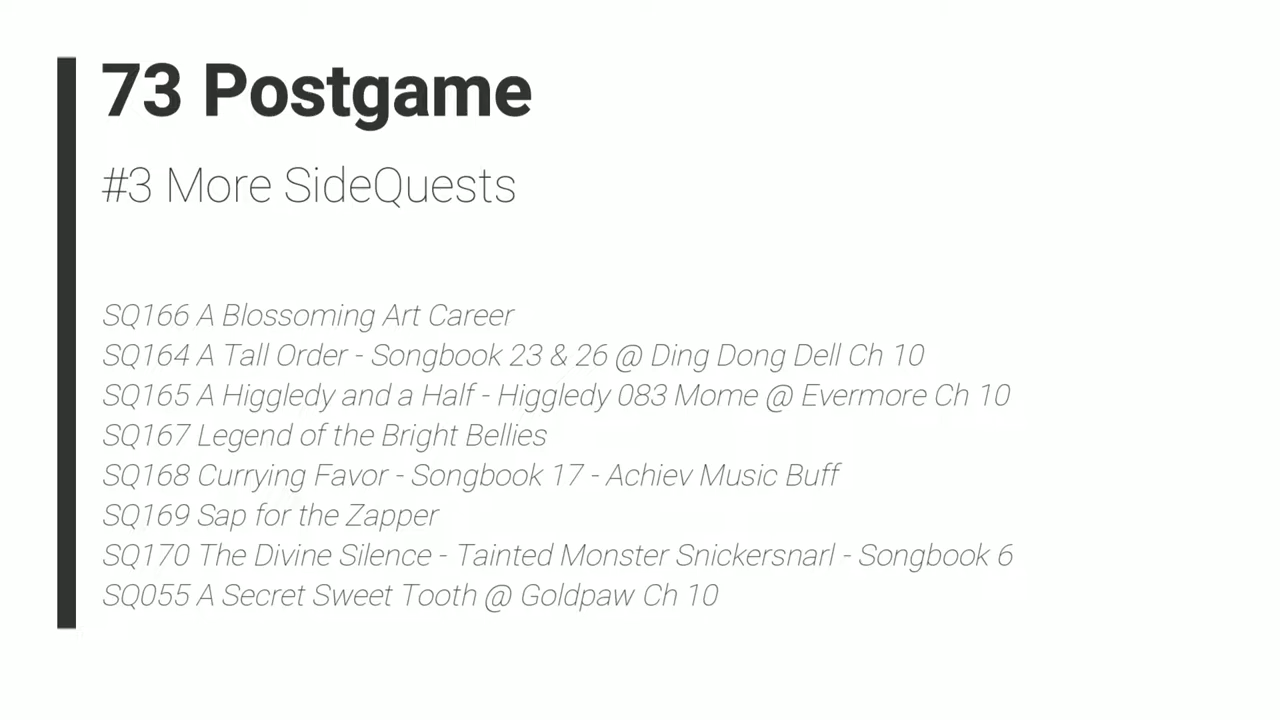 73 Postgame
#3 More SideQuests
SQ166 A Blossoming Art Career
SQ164 A Tall Order - Songbook 23 & 26 @ Ding Dong Dell Ch 10
SQ165 A Higgledy and a Half - Higgledy 083 Mome @ Evermore Ch 10
SQ167 Legend of the Bright Bellies
SQ168 Currying Favor - Songbook 17 - Achiev Music Buff
SQ169 Sap for the Zapper
SQ170 The Divine Silence - Tainted Monster Snickersnarl - Songbook 6
SQ055 A Secret Sweet Tooth @ Goldpaw Ch 10